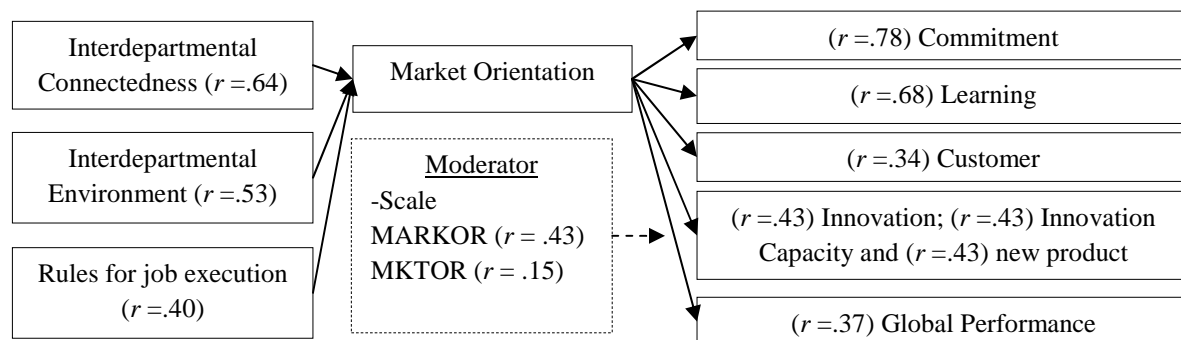 Interdepartmental
Connectedness (r =.64)
Interdepartmental
Environment (r =.53)
Rules for job execution
(r =.40)
Market Orientation
Moderator
-Scale
MARKOR (r = .43)
MKTOR (r = .15)
(r =.78) Commitment
(r =.68) Learning
(r =.34) Customer
(r =.43) Innovation; (r =.43) Innovation
Capacity and (r =.43) new product
(r =.37) Global Performance